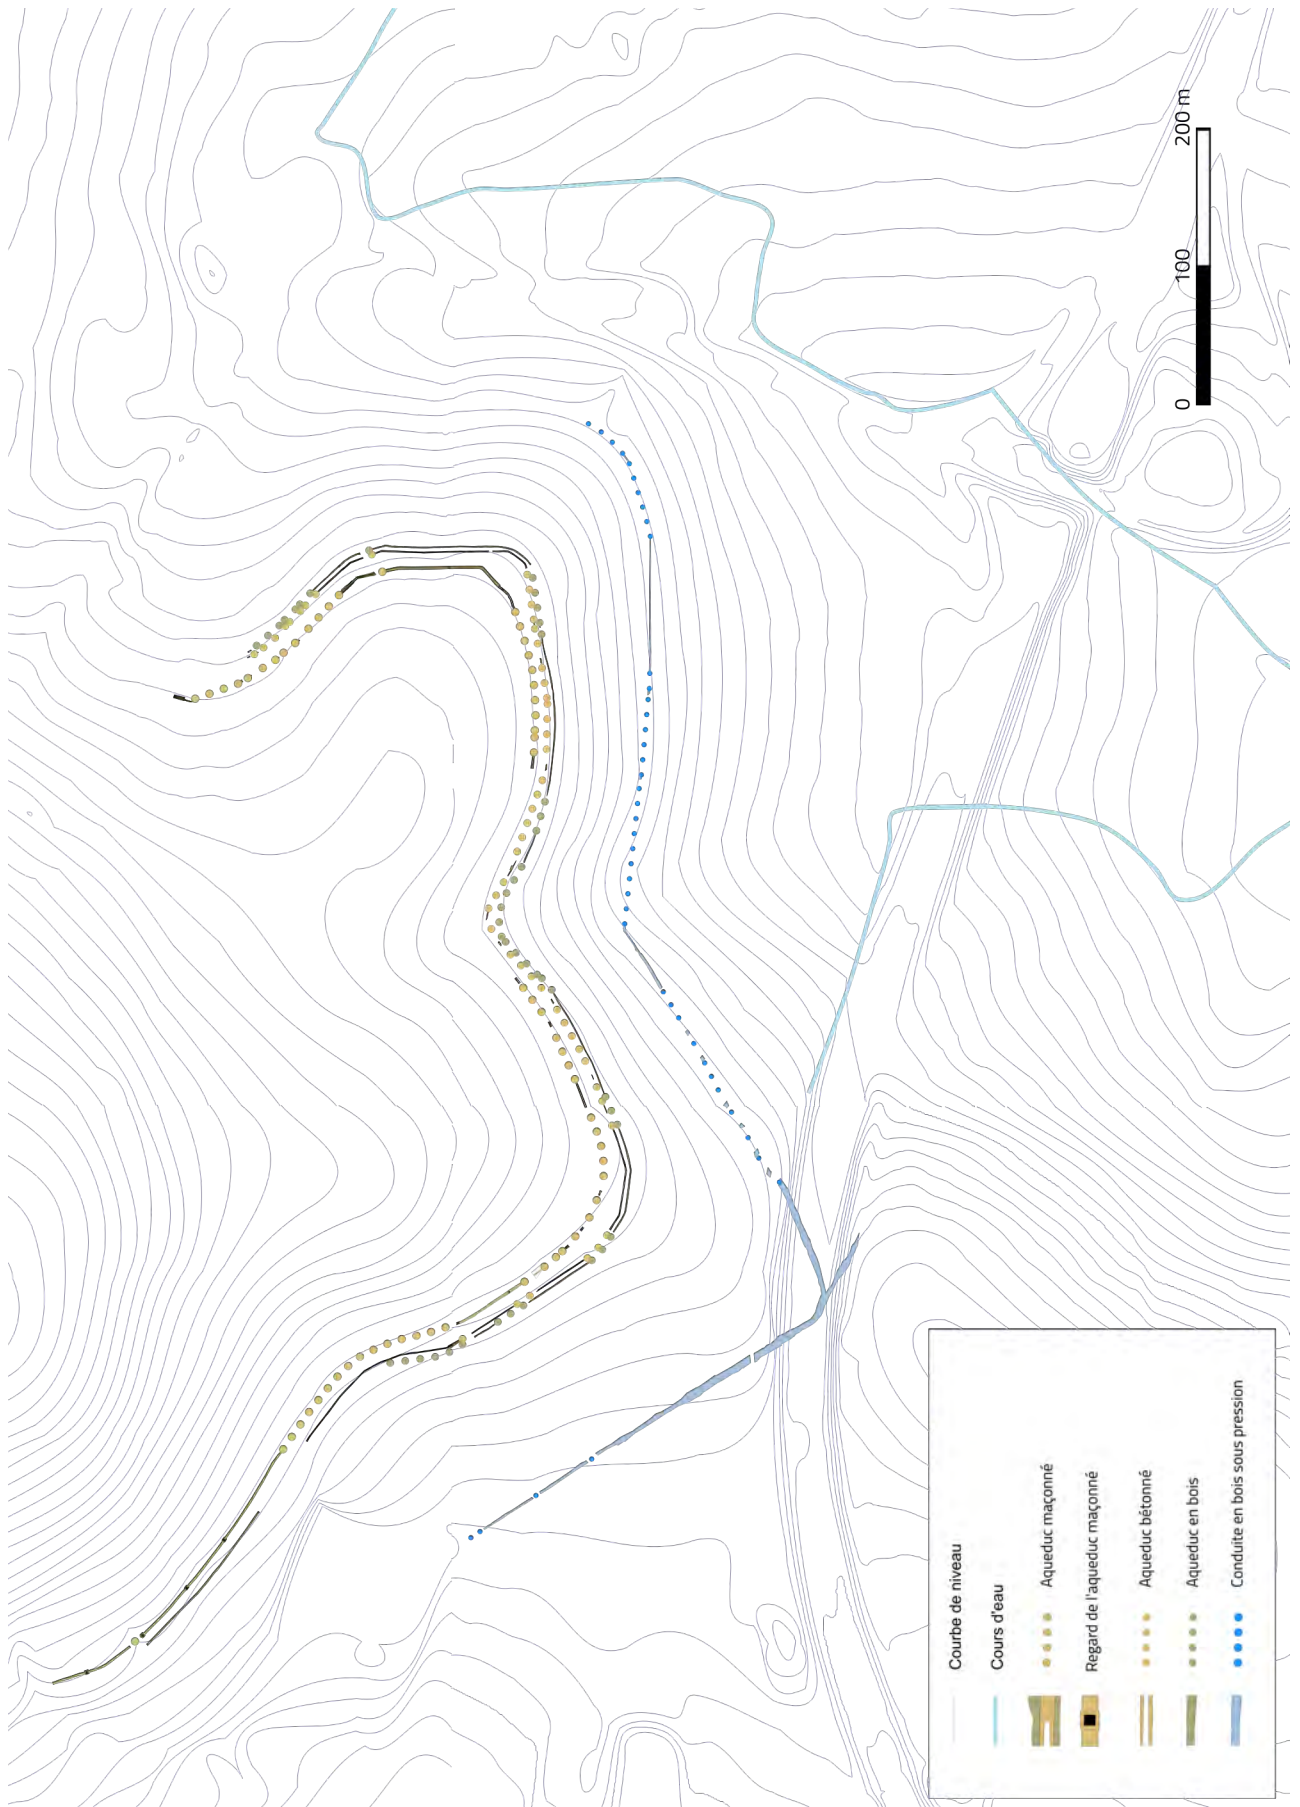 0 100 200 m
Courbe de niveau
Cours d'eau
Aqueduc maçonné
Regard de l'aqueduc maçonné
Aqueduc bétonné
Aqueduc en bois
Conduite en bois sous pression